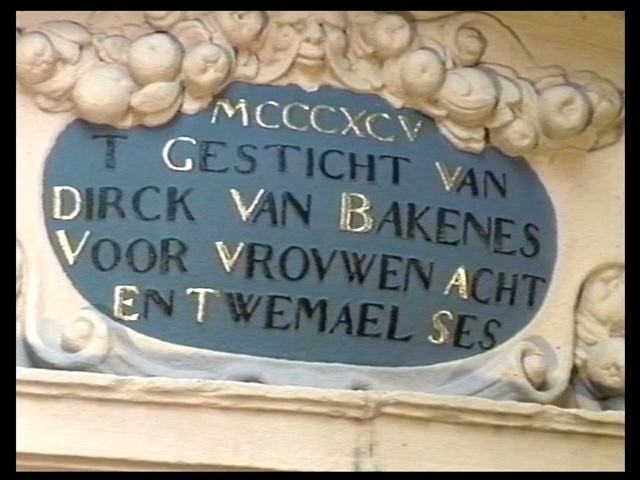 MCCCXCV
T GESTICHT VAN
DIRCK VAN BAKENES
VOOR VROVWEN ACHT
EN TWEMAEL SES